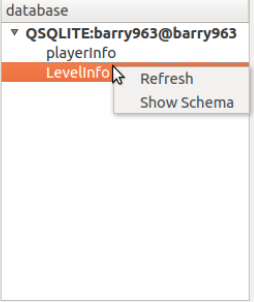 database
QSQLITE:barry963@barry963
playerInfo
LevelInfo
Refresh
Show Schema